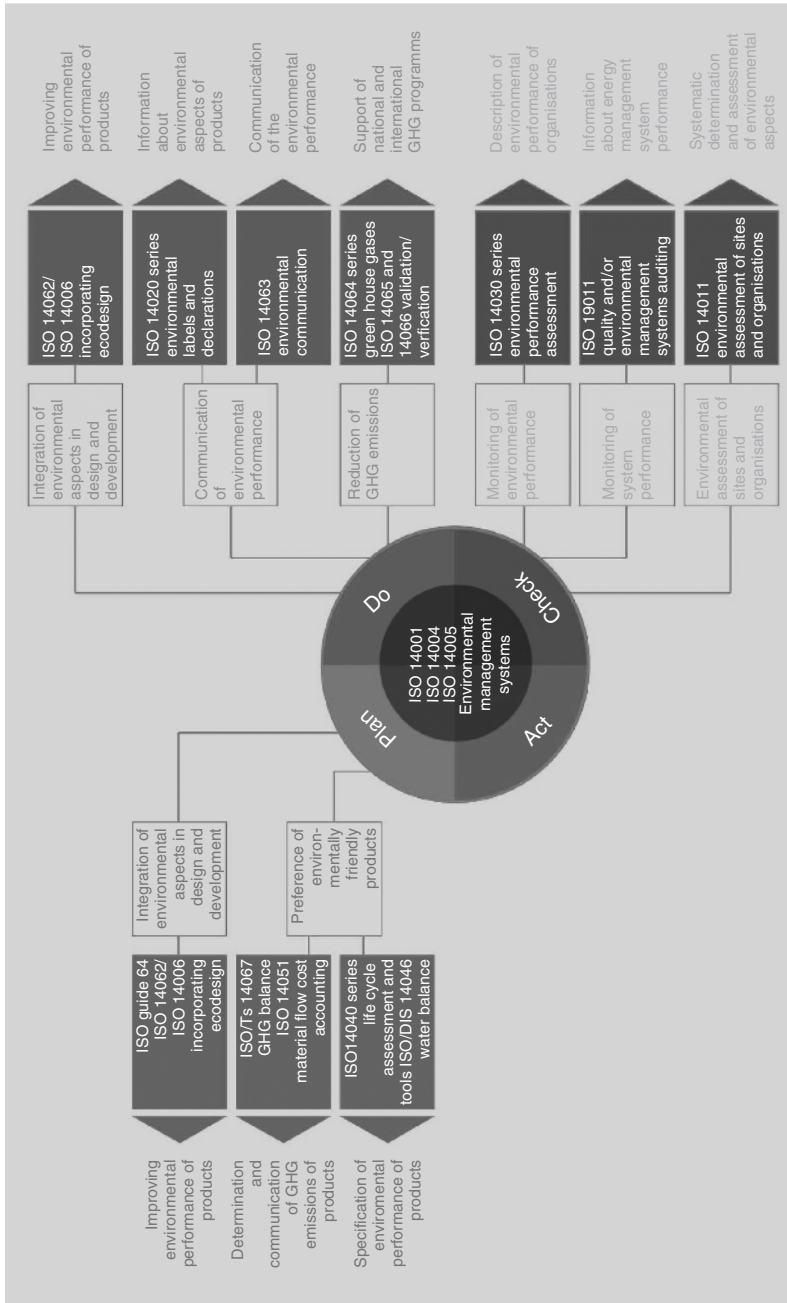 Improving
environmental
performance of
products
Determination
and
communication
of GHG
emissions of
products
Specification of
enviromental
performance of
products
ISO guide 64
ISO 14062/
ISO 14006
incorporating
ecodesign
ISO/Ts 14067
GHG balance
ISO 14051
material flow cost
accounting
ISO14040 series
life cycle
assessment and
tools ISO/DIS 14046
water balance
Integration of
environmental
aspects in
design and
development
Preference of
environ-
mentally
friendly
products
Plan
Do
Check
Act
ISO 14001
ISO 14004
ISO 14005
Environmental
management
systems
Integration of
environmental
aspects in
design and
development
Communication
of
environmental
performance
Reduction of
GHG emissions
Monitoring of
environmental
performance
Monitoring of
system
performance
Environmental
assessment of
sites and
organisations
ISO 14062/
ISO 14006
incorporating
ecodesign
ISO 14020 series
environmental
labels and
declarations
ISO 14063
environmental
communication
ISO 14064 series
green house gases
ISO 14065 and
14066 validation/
verfication
ISO 14030 series
environmental
performance
assessment
ISO 19011
quality and/or
environmental
management
systems auditing
ISO 14011
environmental
assessment of sites
and organisations
Improving
environmental
performance of
products
Information
about
environmental
aspects of
products
Communication
of the
environmental
performance
Support of
national and
international
GHG programms
Description of
environmental
performance of
organisations
Information
about energy
management
system
performance
Systematic
determination
and assessment
of environmental
aspects